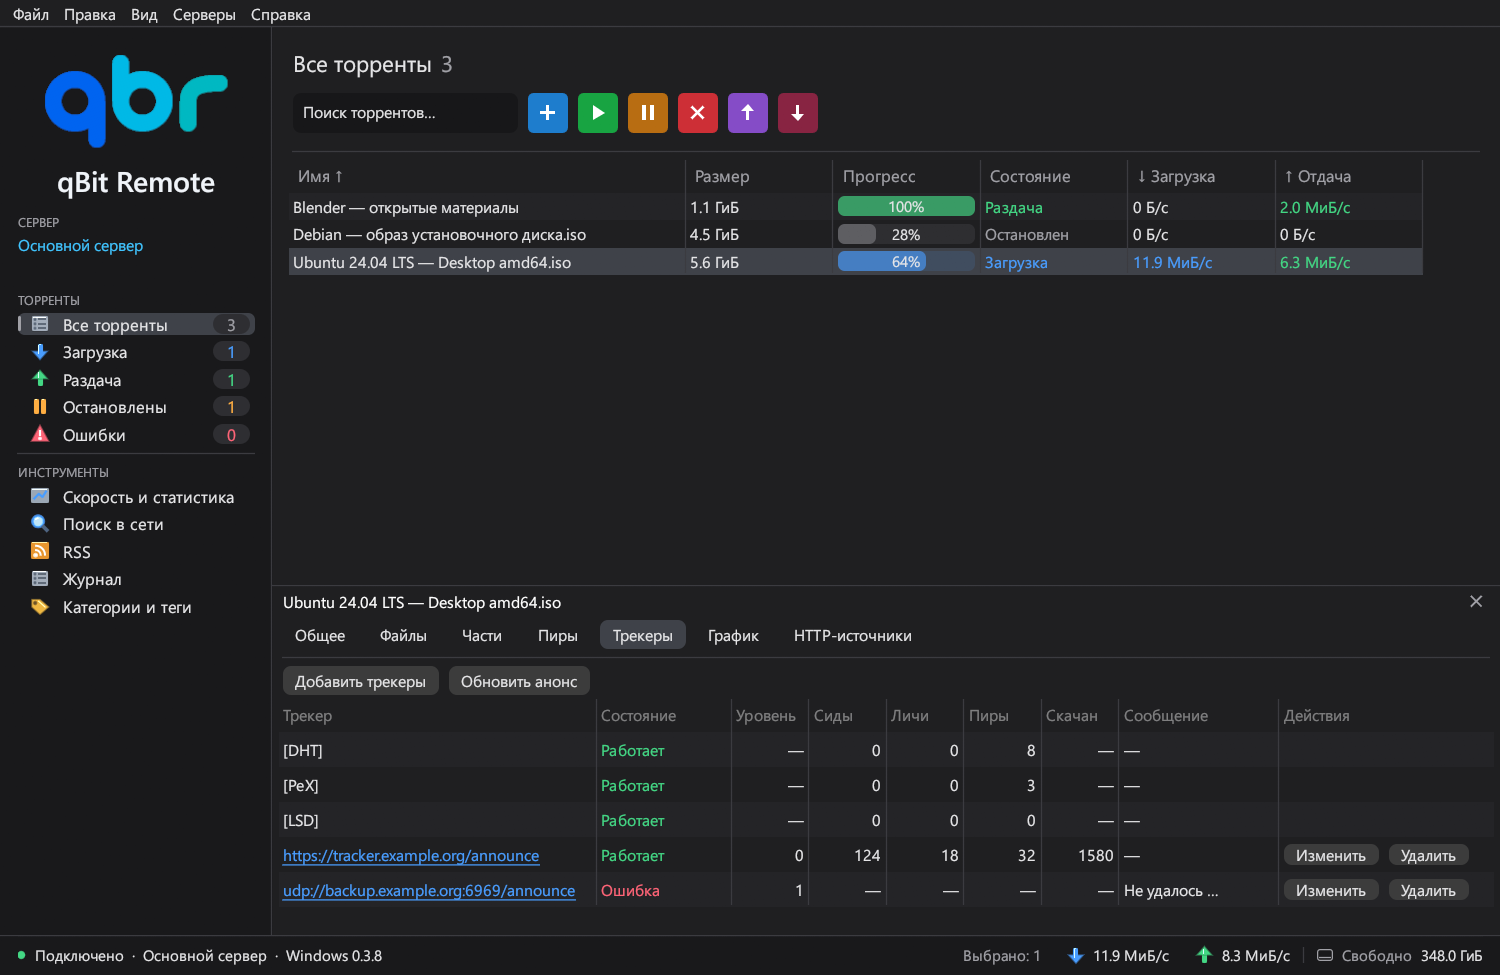 Файл Правка Вид Серверы Справка
qbr
qBit Remote
СЕРВЕР
Основной сервер
ТОРРЕНТЫ
Все торренты 3
Загрузка 1
Раздача 1
Остановлены 1
Ошибки 0
ИНСТРУМЕНТЫ
Скорость и статистика
Поиск в сети
RSS
Журнал
Категории и теги
Все торренты 3
Поиск торрентов...
Имя ↑ Размер Прогресс Состояние ↓ Загрузка ↑ Отдача
Blender — открытые материалы 1.1 ГиБ 100% Раздача 0 Б/с 2.0 МиБ/с
Debian — образ установочного диска.iso 4.5 ГиБ 28% Остановлен 0 Б/с 0 Б/с
Ubuntu 24.04 LTS — Desktop amd64.iso 5.6 ГиБ 64% Загрузка 11.9 МиБ/с 6.3 МиБ/с
Ubuntu 24.04 LTS — Desktop amd64.iso
Общее Файлы Части Пиры Трекеры График HTTP-источники
Добавить трекеры Обновить анонс
Трекер Состояние Уровень Сиды Личи Пиры Скачан Сообщение Действия
[DHT] Работает — 0 0 8 — —
[PeX] Работает — 0 0 3 — —
[LSD] Работает — 0 0 0 — —
https://tracker.example.org/announce Работает 0 124 18 32 1580 — Изменить Удалить
udp://backup.example.org:6969/announce Ошибка 1 — — — — Не удалось ... Изменить Удалить
Подключено · Основной сервер · Windows 0.3.8 Выбрано: 1 11.9 МиБ/с 8.3 МиБ/с Свободно 348.0 ГиБ